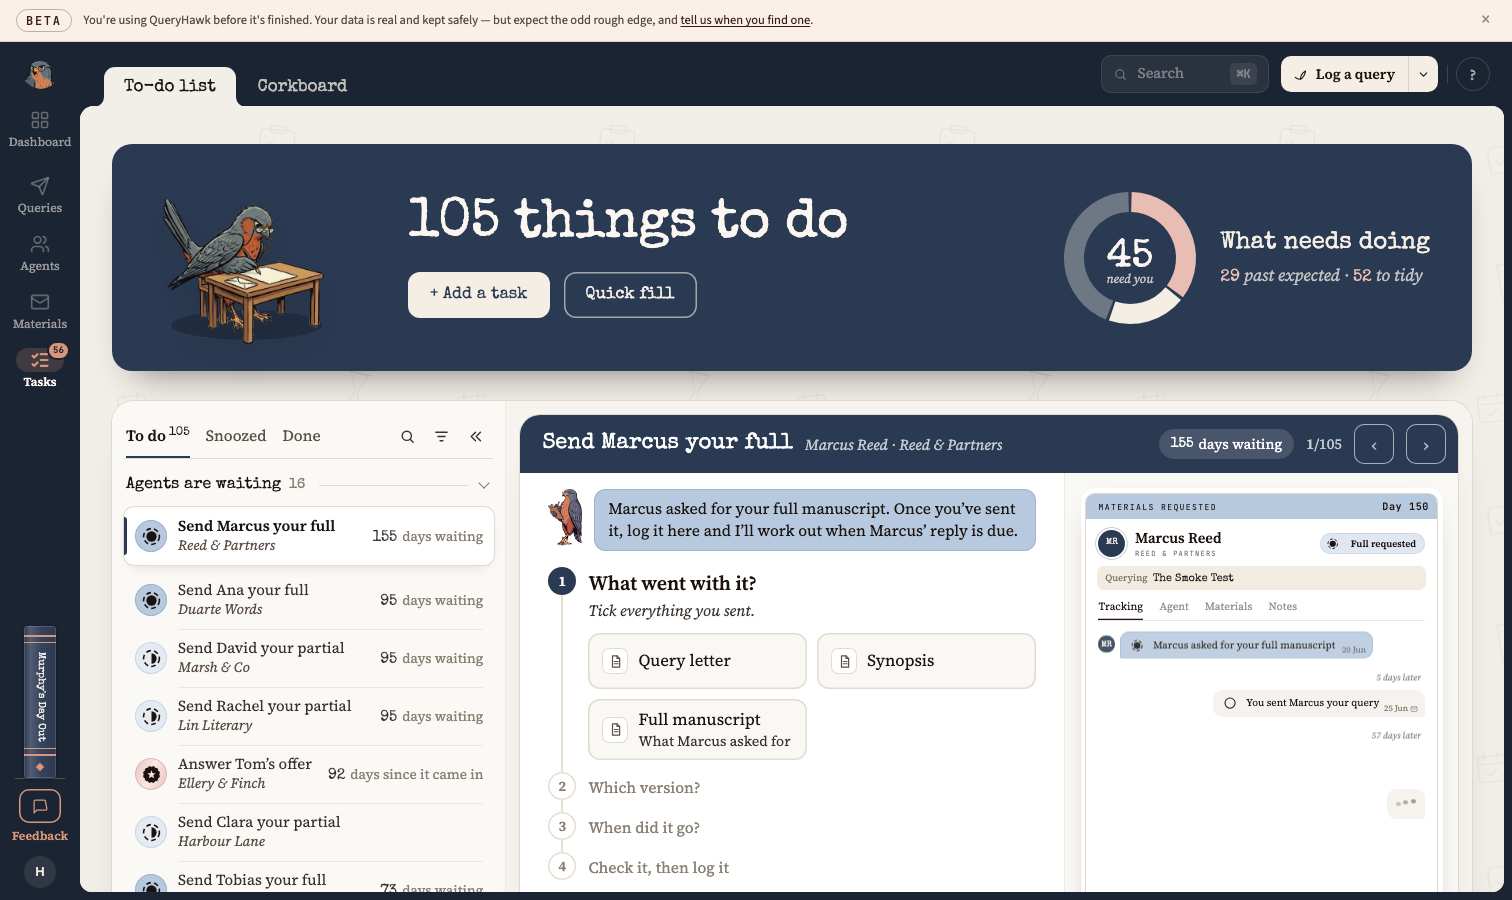 BETA
You're using QueryHawk before it's finished. Your data is real and kept safely — but expect the odd rough edge, and tell us when you find one.
×
To-do list
Corkboard
Search
⌘K
Log a query
?
Dashboard
Queries
Agents
Materials
56
Tasks
Murphy's Day Out
Feedback
H
105 things to do
+ Add a task
Quick fill
45
need you
What needs doing
29 past expected · 52 to tidy
To do 105
Snoozed
Done
Agents are waiting 16
Send Marcus your full
Reed & Partners
155 days waiting
Send Ana your full
Duarte Words
95 days waiting
Send David your partial
Marsh & Co
95 days waiting
Send Rachel your partial
Lin Literary
95 days waiting
Answer Tom’s offer
Ellery & Finch
92 days since it came in
Send Clara your partial
Harbour Lane
Send Tobias your full
73 days waiting
Send Marcus your full
Marcus Reed · Reed & Partners
155 days waiting
1/105
Marcus asked for your full manuscript. Once you’ve sent
it, log it here and I’ll work out when Marcus’ reply is due.
1
What went with it?
Tick everything you sent.
Query letter
Synopsis
Full manuscript
What Marcus asked for
2
Which version?
3
When did it go?
4
Check it, then log it
MATERIALS REQUESTED
Day 150
MR
Marcus Reed
REED & PARTNERS
Full requested
Querying The Smoke Test
Tracking
Agent
Materials
Notes
MR
Marcus asked for your full manuscript
20 Jun
5 days later
You sent Marcus your query
25 Jun
57 days later